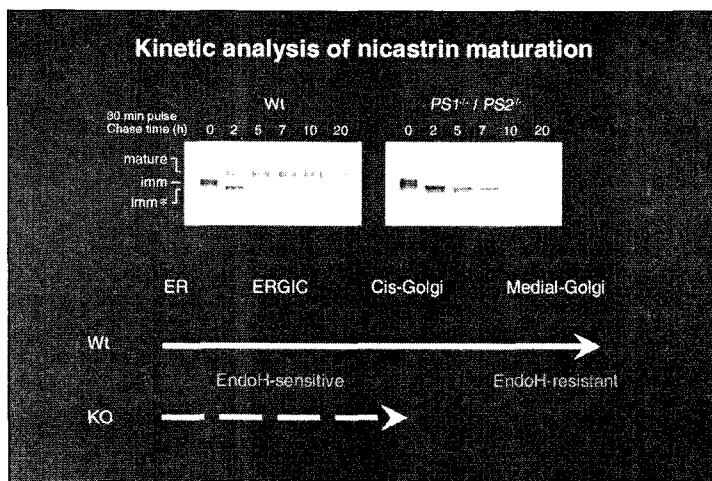 Kinetic analysis of nicastrin maturation
Wt
PS1-/- / PS2-/-
30 min pulse
Chase time (h) 0 2 5 7 10 20 0 2 5 7 10 20
mature
imm
imm*
ER ERGIC Cis-Golgi Medial-Golgi
Wt
EndoH-sensitive EndoH-resistant
KO